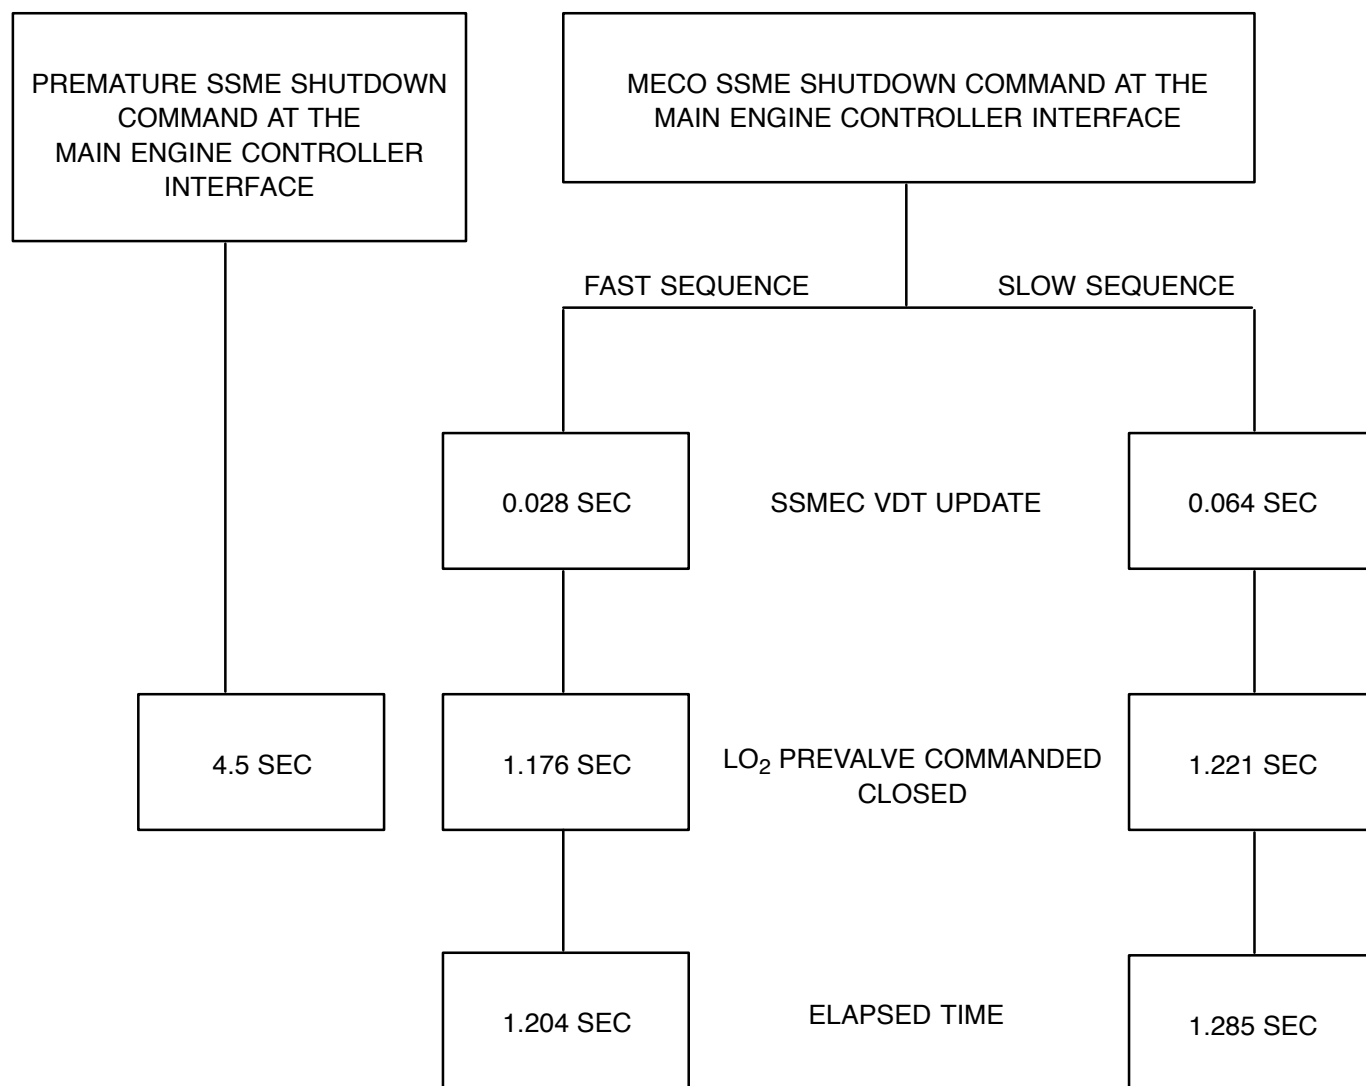 PREMATURE SSME SHUTDOWN
COMMAND AT THE
MAIN ENGINE CONTROLLER
INTERFACE
MECO SSME SHUTDOWN COMMAND AT THE
MAIN ENGINE CONTROLLER INTERFACE
FAST SEQUENCE
SLOW SEQUENCE
0.028 SEC
SSMEC VDT UPDATE
0.064 SEC
4.5 SEC
1.176 SEC
LO₂ PREVALVE COMMANDED
CLOSED
1.221 SEC
1.204 SEC
ELAPSED TIME
1.285 SEC